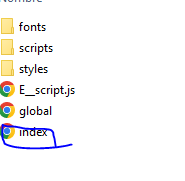 Nombre
fonts
scripts
styles
E__script.js
global
index